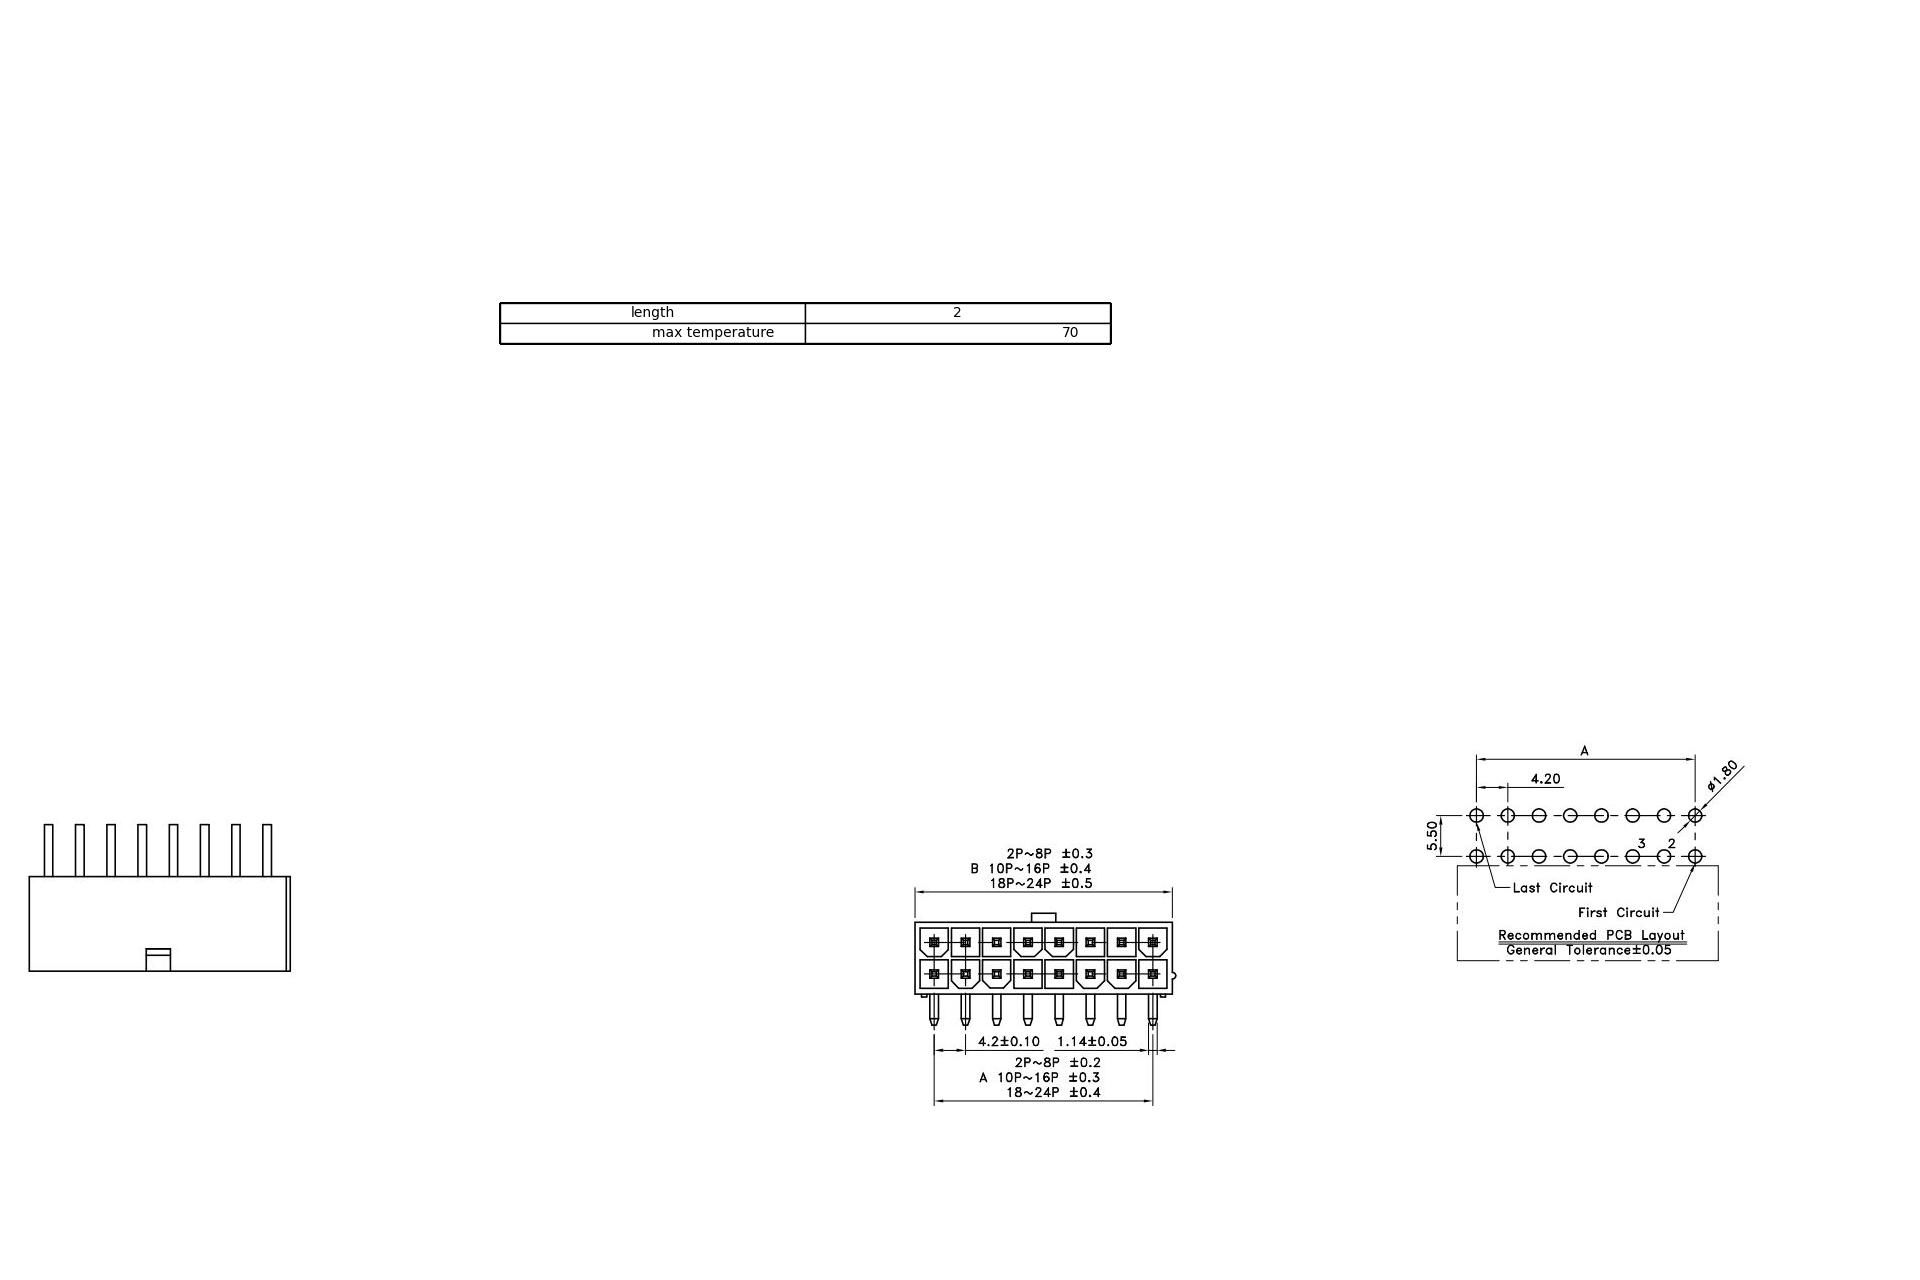 length 2
max temperature 70
A
4.20
ø1.80
5.50
3 2
Last Circuit
First Circuit
Recommended PCB Layout
General Tolerance±0.05
2P~8P ±0.3
B 10P~16P ±0.4
18P~24P ±0.5
4.2±0.10 1.14±0.05
2P~8P ±0.2
A 10P~16P ±0.3
18~24P ±0.4